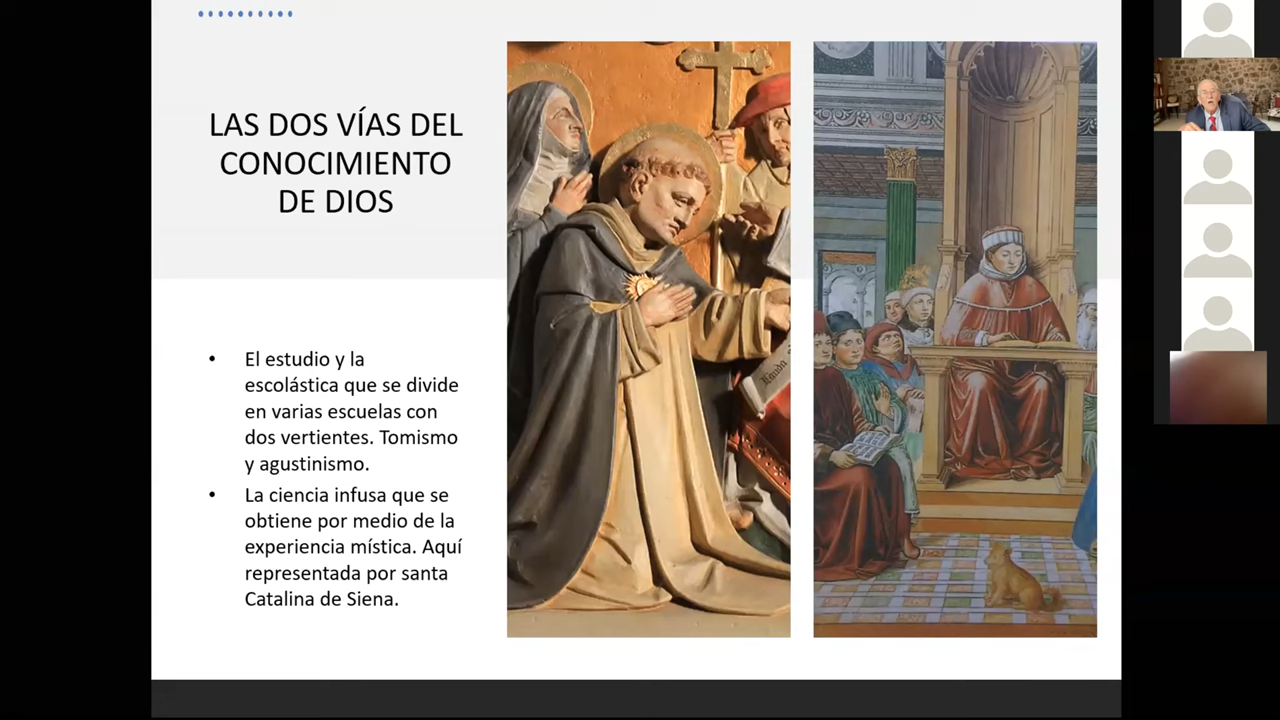 LAS DOS VÍAS DEL
CONOCIMIENTO
DE DIOS
• El estudio y la
escolástica que se divide
en varias escuelas con
dos vertientes. Tomismo
y agustinismo.
• La ciencia infusa que se
obtiene por medio de la
experiencia mística. Aquí
representada por santa
Catalina de Siena.